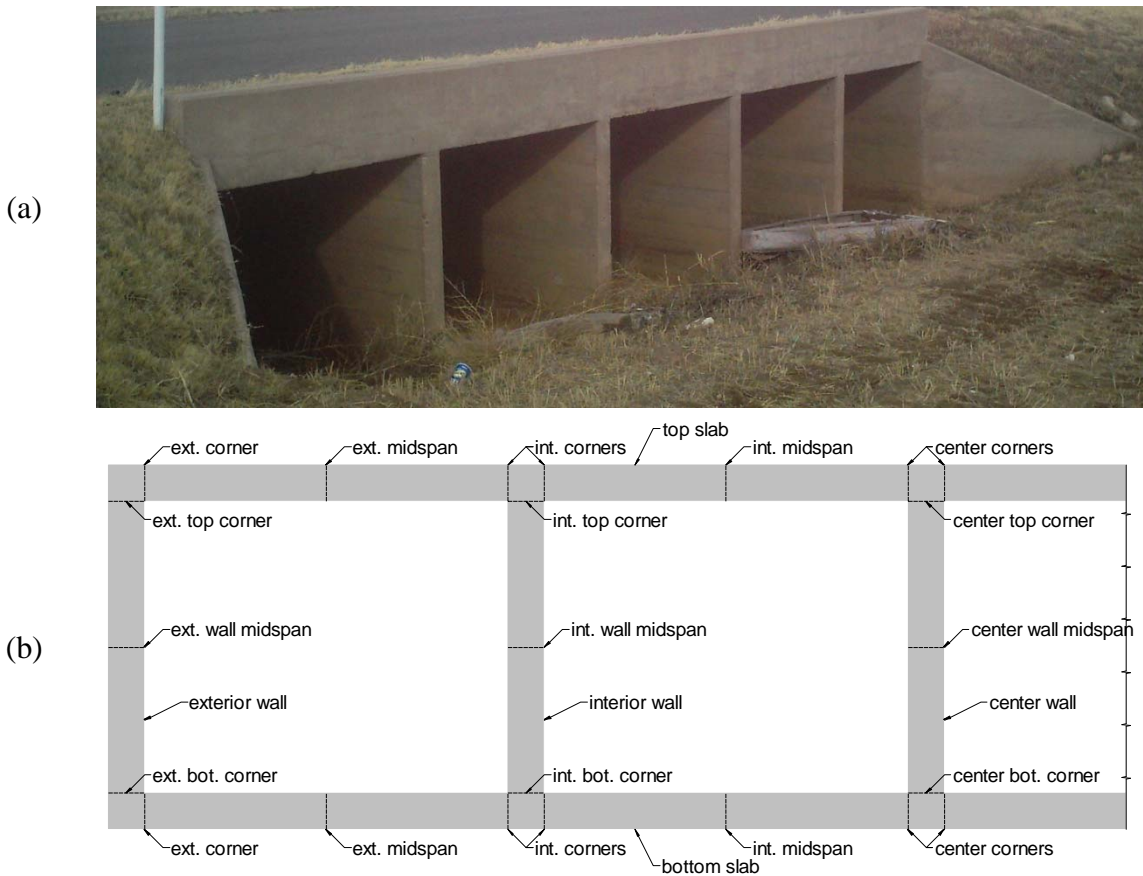 (a)
top slab
ext. corner
ext. midspan
int. corners
int. midspan
center corners
ext. top corner
int. top corner
center top corner
(b)
ext. wall midspan
int. wall midspan
center wall midspan
exterior wall
interior wall
center wall
ext. bot. corner
int. bot. corner
center bot. corner
ext. corner
ext. midspan
int. corners
int. midspan
center corners
bottom slab